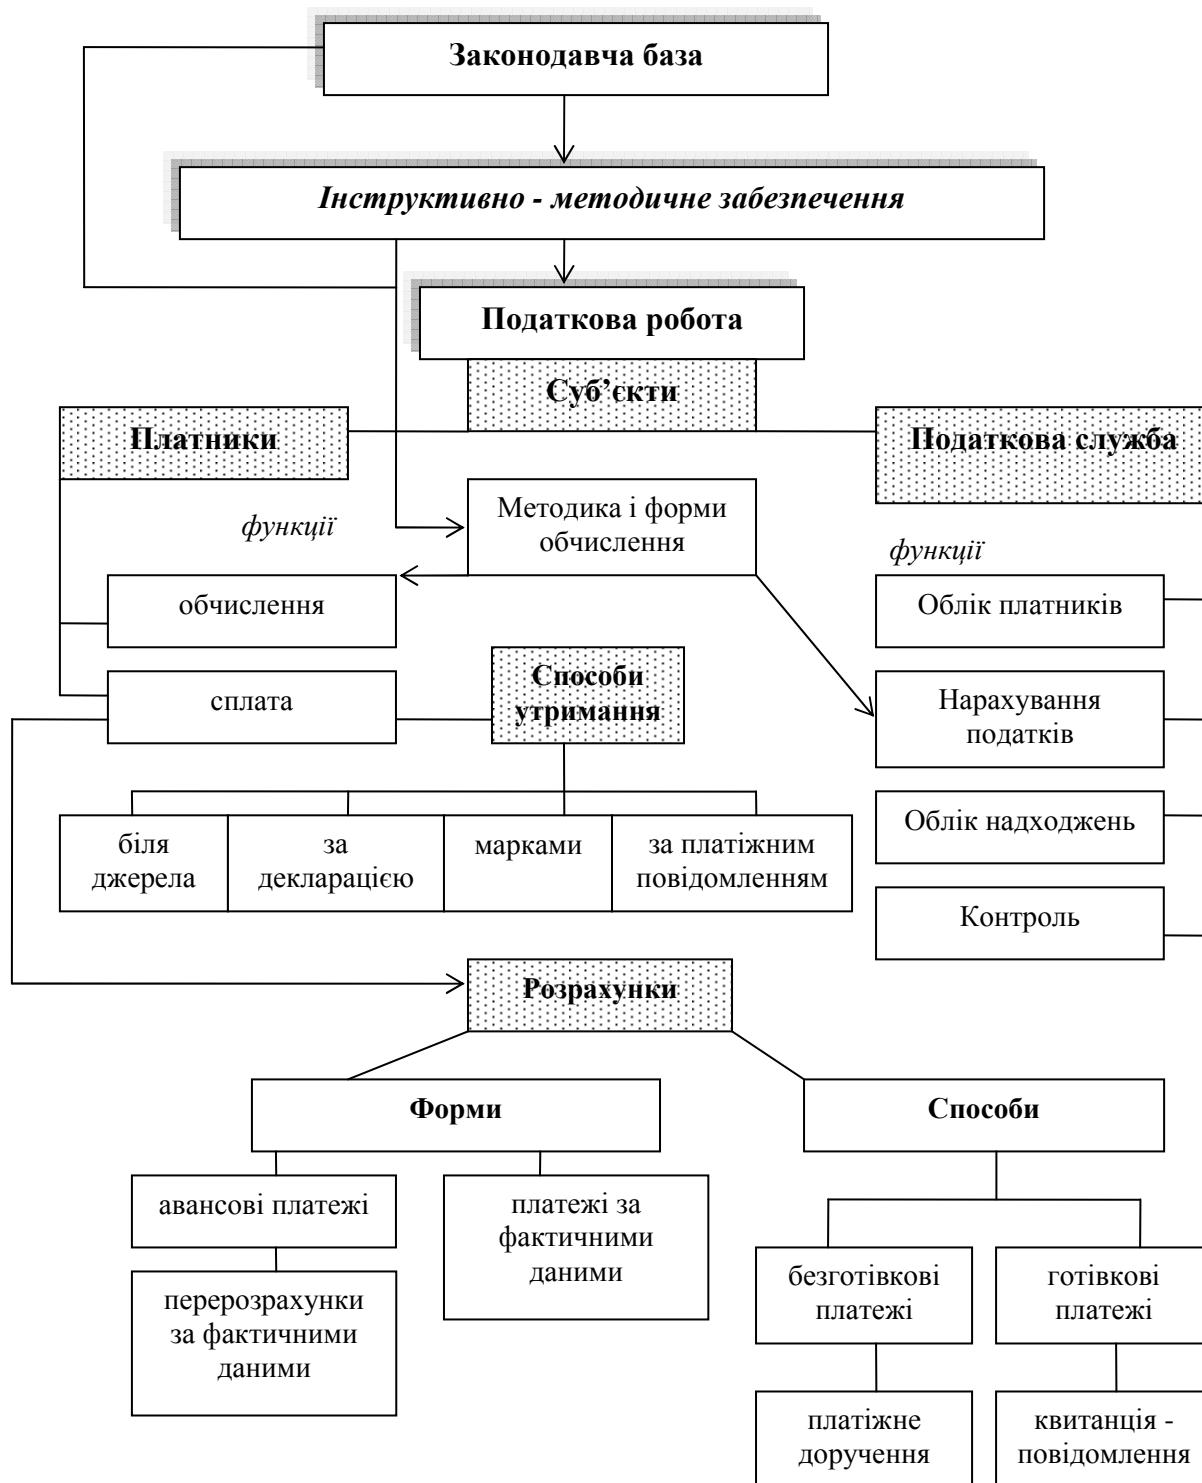 Законодавча база
Інструктивно - методичне забезпечення
Податкова робота
Суб’єкти
Платники
Податкова служба
функції
Методика і форми
обчислення
функції
обчислення
Облік платників
сплата
Способи
утримання
Нарахування
податків
біля
джерела
за
декларацією
марками
за платіжним
повідомленням
Облік надходжень
Контроль
Розрахунки
Форми
Способи
авансові платежі
платежі за
фактичними
даними
перерозрахунки
за фактичними
даними
безготівкові
платежі
готівкові
платежі
платіжне
доручення
квитанція -
повідомлення